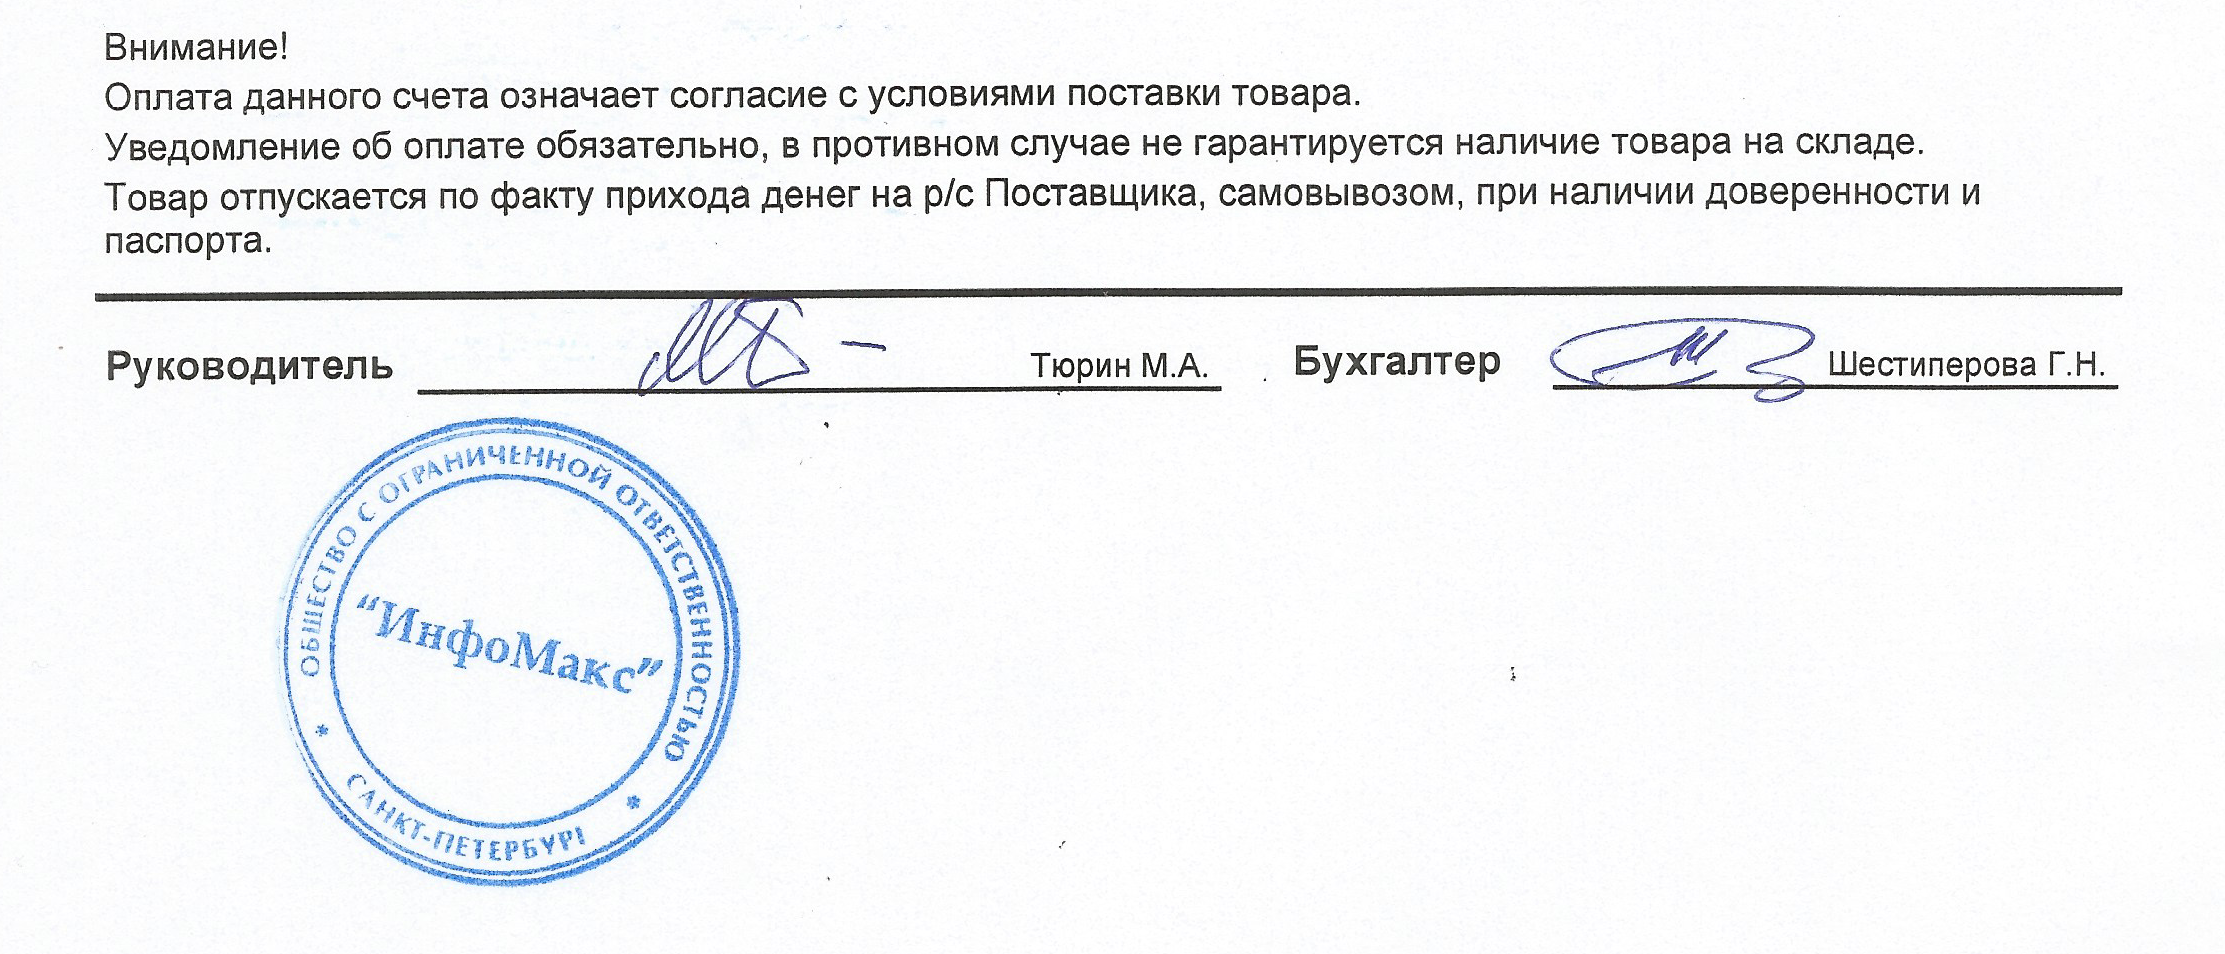 Внимание!
Оплата данного счета означает согласие с условиями поставки товара.
Уведомление об оплате обязательно, в противном случае не гарантируется наличие товара на складе.
Товар отпускается по факту прихода денег на р/с Поставщика, самовывозом, при наличии доверенности и
паспорта.
Руководитель Тюрин М.А. Бухгалтер Шестиперова Г.Н.
ОБЩЕСТВО С ОГРАНИЧЕННОЙ ОТВЕТСТВЕННОСТЬЮ
“ИнфоМакс”
* САНКТ-ПЕТЕРБУРГ *